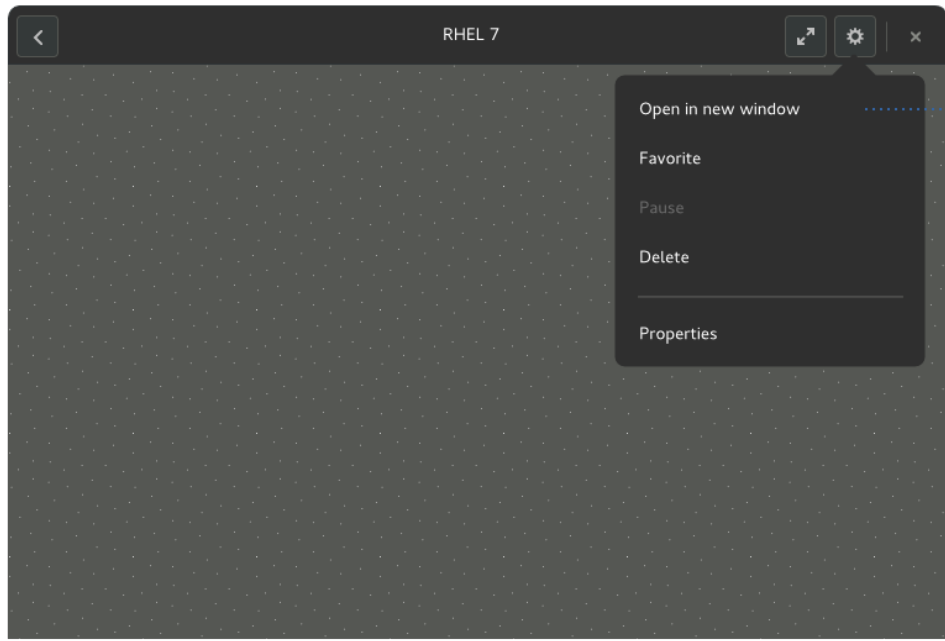 RHEL 7
Open in new window
Favorite
Pause
Delete
Properties